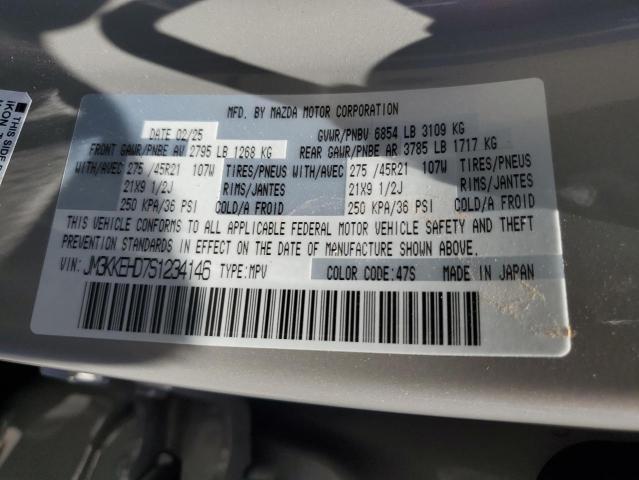 MFD. BY MAZDA MOTOR CORPORATION
DATE 02/25 GVWR/PNBV 6854 LB 3109 KG
FRONT GAWR/PNBE AV 2795 LB 1268 KG REAR GAWR/PNBE AR 3785 LB 1717 KG
WITH/AVEC 275 /45R21 107W TIRES/PNEUS WITH/AVEC 275 /45R21 107W TIRES/PNEUS
21X9 1/2J RIMS/JANTES 21X9 1/2J RIMS/JANTES
250 KPA/36 PSI COLD/A FROID 250 KPA/36 PSI COLD/A FROID
THIS VEHICLE CONFORMS TO ALL APPLICABLE FEDERAL MOTOR VEHICLE SAFETY AND THEFT
PREVENTION STANDARDS IN EFFECT ON THE DATE OF MANUFACTURE SHOWN ABOVE.
VIN: JM3KKEHD7S1234146 TYPE:MPV COLOR CODE:47S MADE IN JAPAN
THIS SIDE